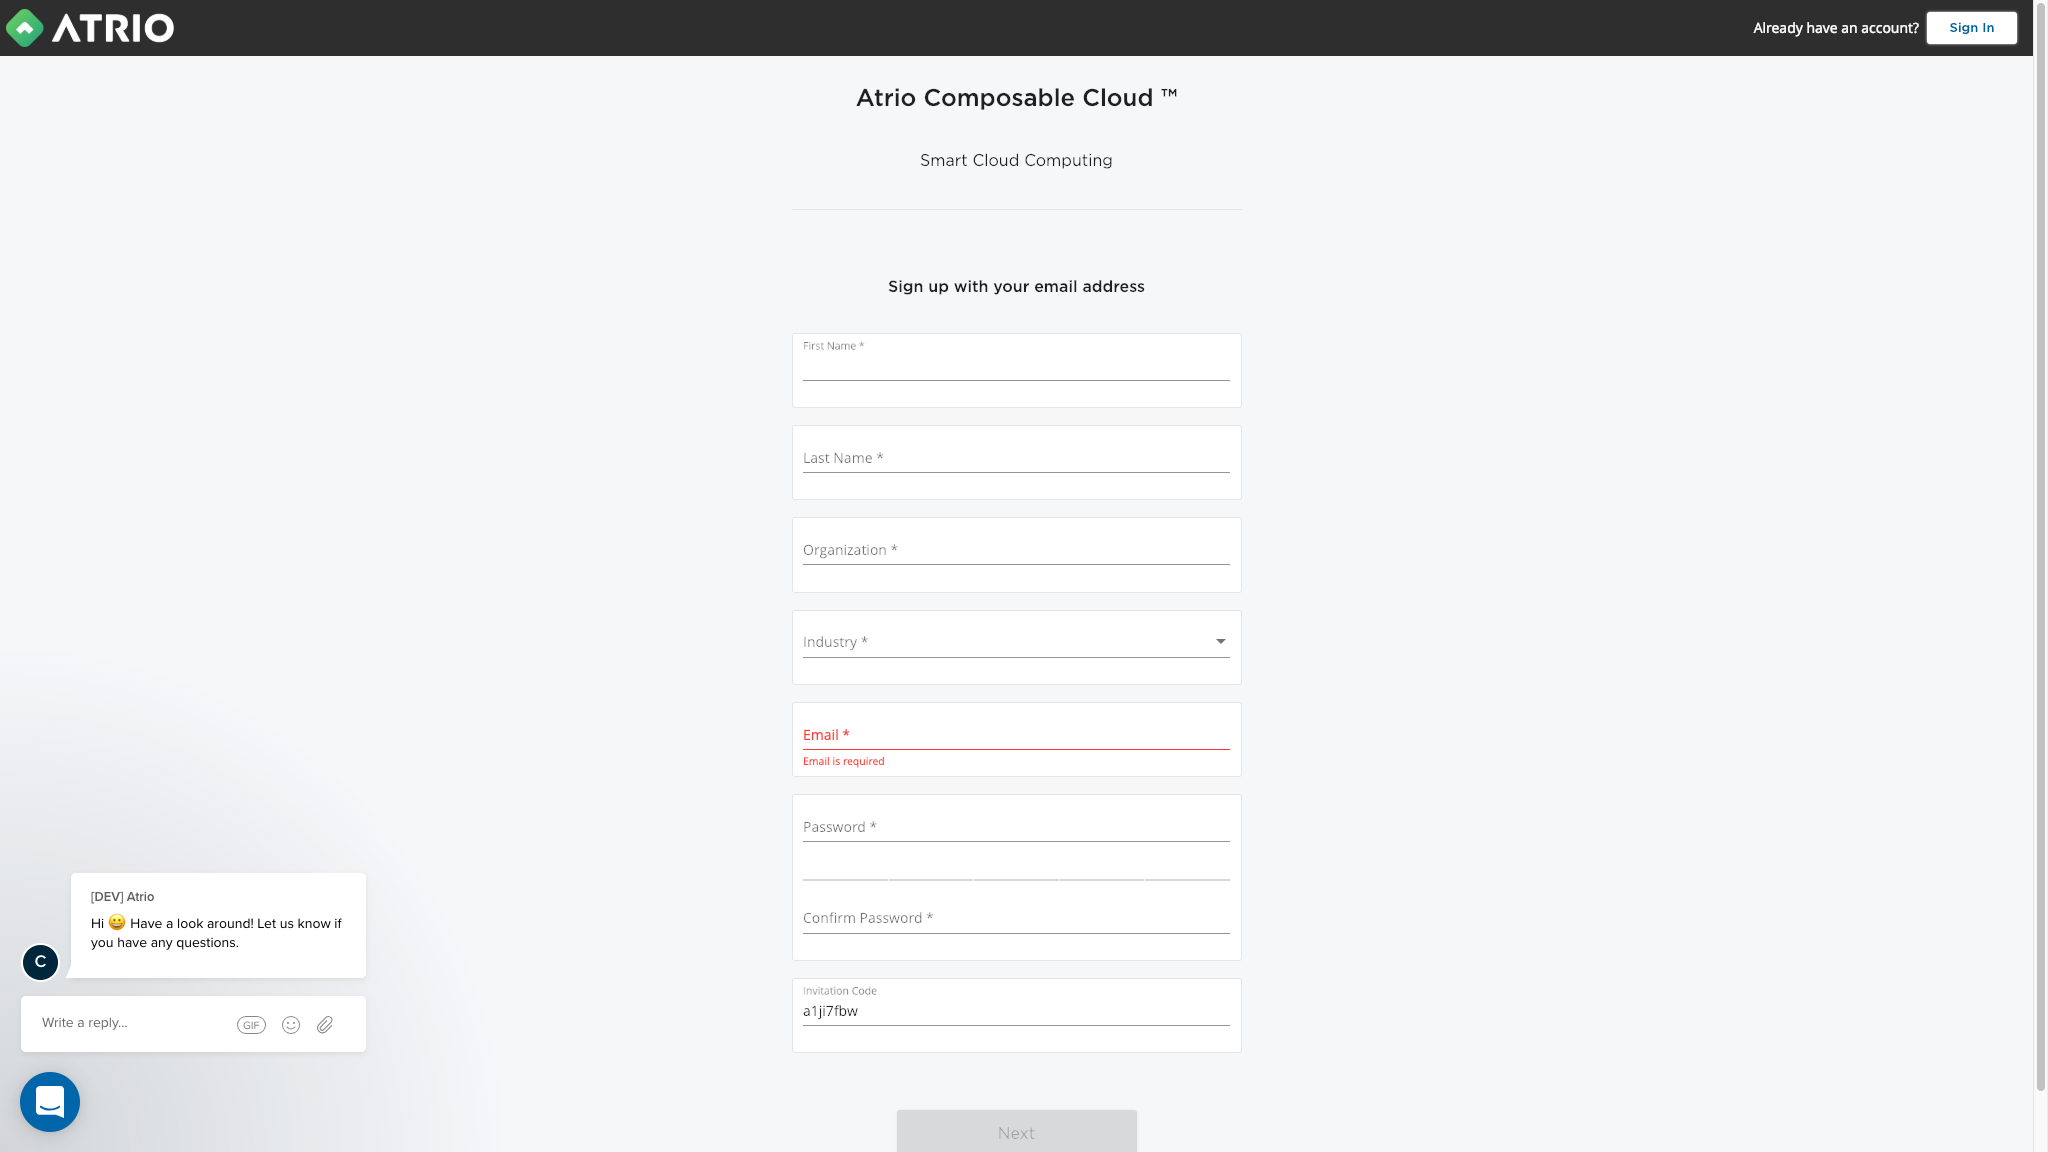 ATRIO
Already have an account?
Sign In
Atrio Composable Cloud ™
Smart Cloud Computing
Sign up with your email address
First Name *
Last Name *
Organization *
Industry *
Email *
Email is required
Password *
Confirm Password *
Invitation Code
a1ji7fbw
Next
[DEV] Atrio
Hi 😀 Have a look around! Let us know if
you have any questions.
C
Write a reply...
GIF